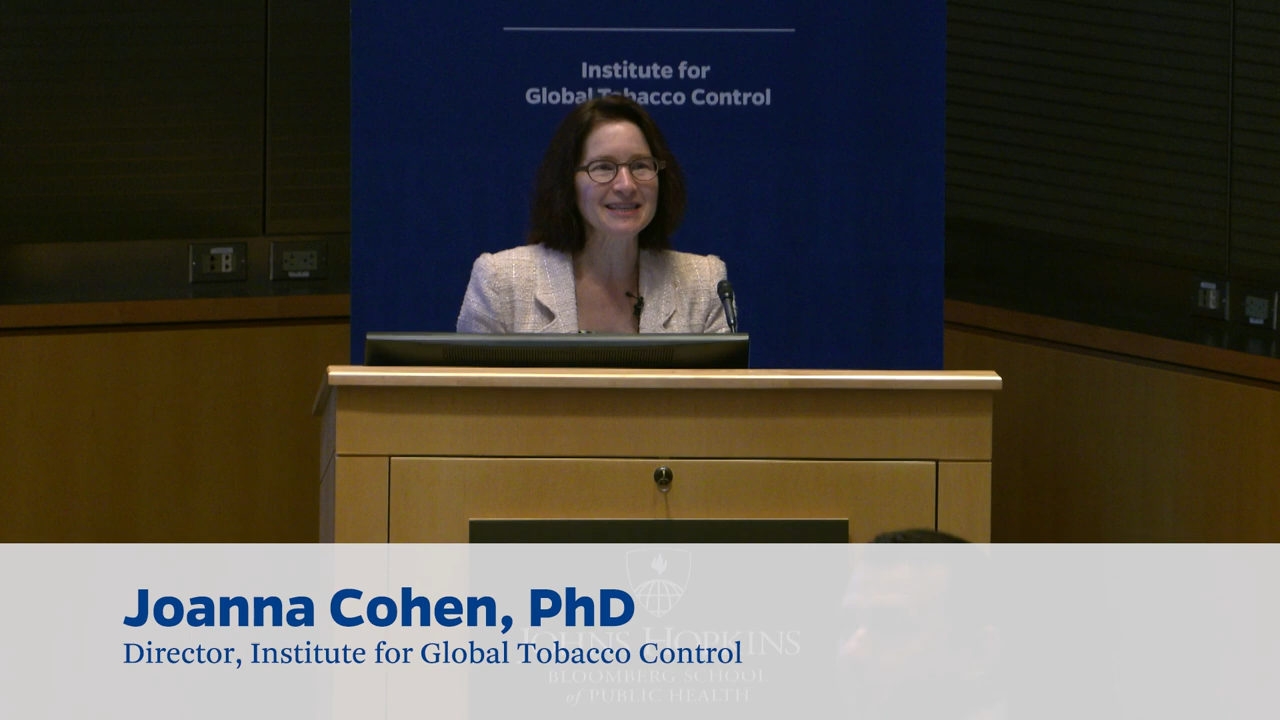 Institute for
Global Tobacco Control
Joanna Cohen, PhD
Director, Institute for Global Tobacco Control
JOHNS HOPKINS
BLOOMBERG SCHOOL
of PUBLIC HEALTH